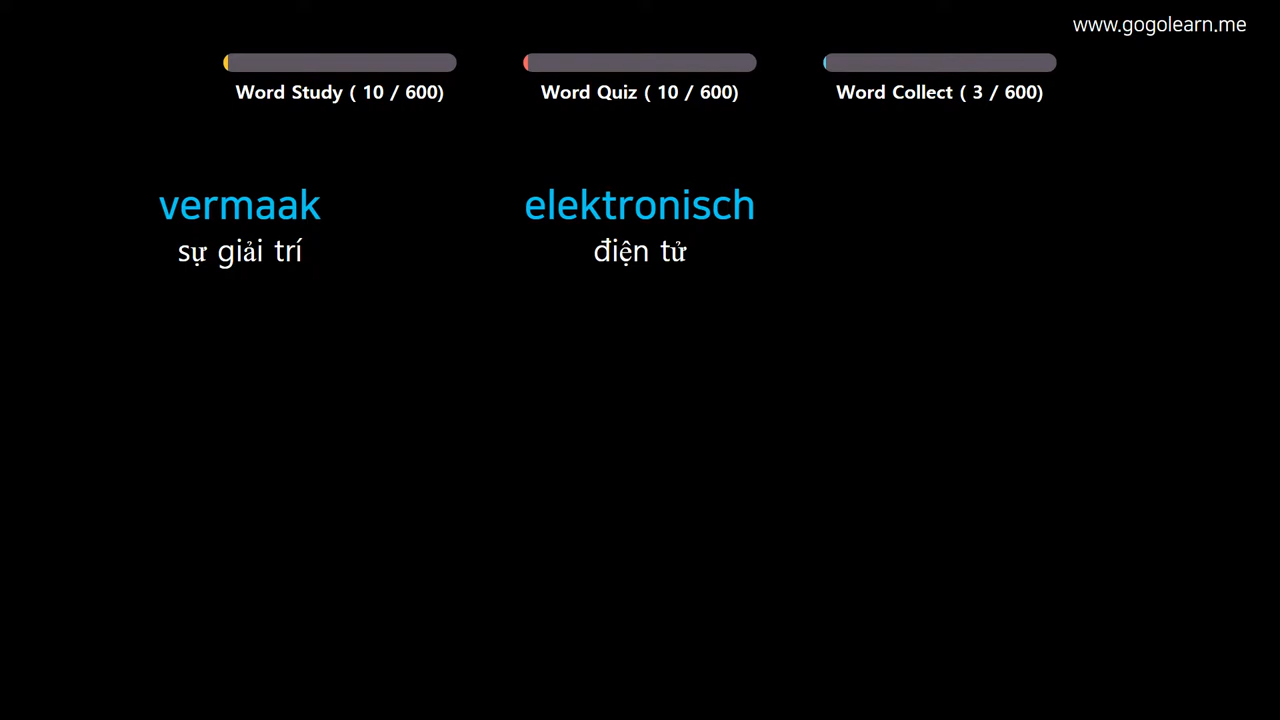 www.gogolearn.me
Word Study ( 10 / 600)
Word Quiz ( 10 / 600)
Word Collect ( 3 / 600)
vermaak
sự giải trí
elektronisch
điện tử